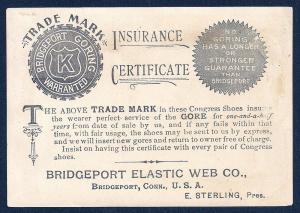 TRADE MARK
BRIDGEPORT GORING
K
WARRANTED
INSURANCE
CERTIFICATE
NO
GORING
HAS A LONGER
OR
STRONGER
GUARANTEE
THAN
BRIDGEPORT
THE ABOVE TRADE MARK in these Congress Shoes insures
the wearer perfect service of the GORE for one-and-a-half
years from date of sale by us, and if any fails within that
time, with fair usage, the shoes may be sent to us by express,
and we will insert new gores and return to owner free of charge.
Insist on having this certificate with every pair of Congress
shoes.
BRIDGEPORT ELASTIC WEB CO.,
BRIDGEPORT, CONN., U. S. A.
E. STERLING, Pres.